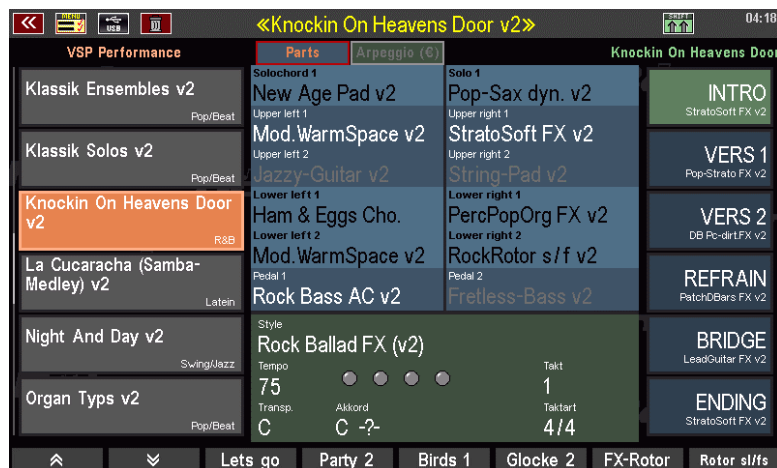 MENU
USB
«Knockin On Heavens Door v2»
SHIFT
04:18
VSP Performance
Parts
Arpeggio (€)
Knockin On Heavens Door
Klassik Ensembles v2
Pop/Beat
Klassik Solos v2
Pop/Beat
Knockin On Heavens Door
v2
R&B
La Cucaracha (Samba-
Medley) v2
Latein
Night And Day v2
Swing/Jazz
Organ Typs v2
Pop/Beat
Solochord 1
New Age Pad v2
Solo 1
Pop-Sax dyn. v2
Upper left 1
Mod.WarmSpace v2
Upper right 1
StratoSoft FX v2
Upper left 2
Jazzy-Guitar v2
Upper right 2
String-Pad v2
Lower left 1
Ham & Eggs Cho.
Lower right 1
PercPopOrg FX v2
Lower left 2
Mod.WarmSpace v2
Lower right 2
RockRotor s/f v2
Pedal 1
Rock Bass AC v2
Pedal 2
Fretless-Bass v2
Style
Rock Ballad FX (v2)
Tempo
75
Takt
1
Transp.
C
Akkord
C -?-
Taktart
4/4
INTRO
StratoSoft FX v2
VERS 1
Pop-Strato FX v2
VERS 2
DB Pc-dirt.FX v2
REFRAIN
PatchDBars FX v2
BRIDGE
LeadGuitar FX v2
ENDING
StratoSoft FX v2
Lets go
Party 2
Birds 1
Glocke 2
FX-Rotor
Rotor sl/fs